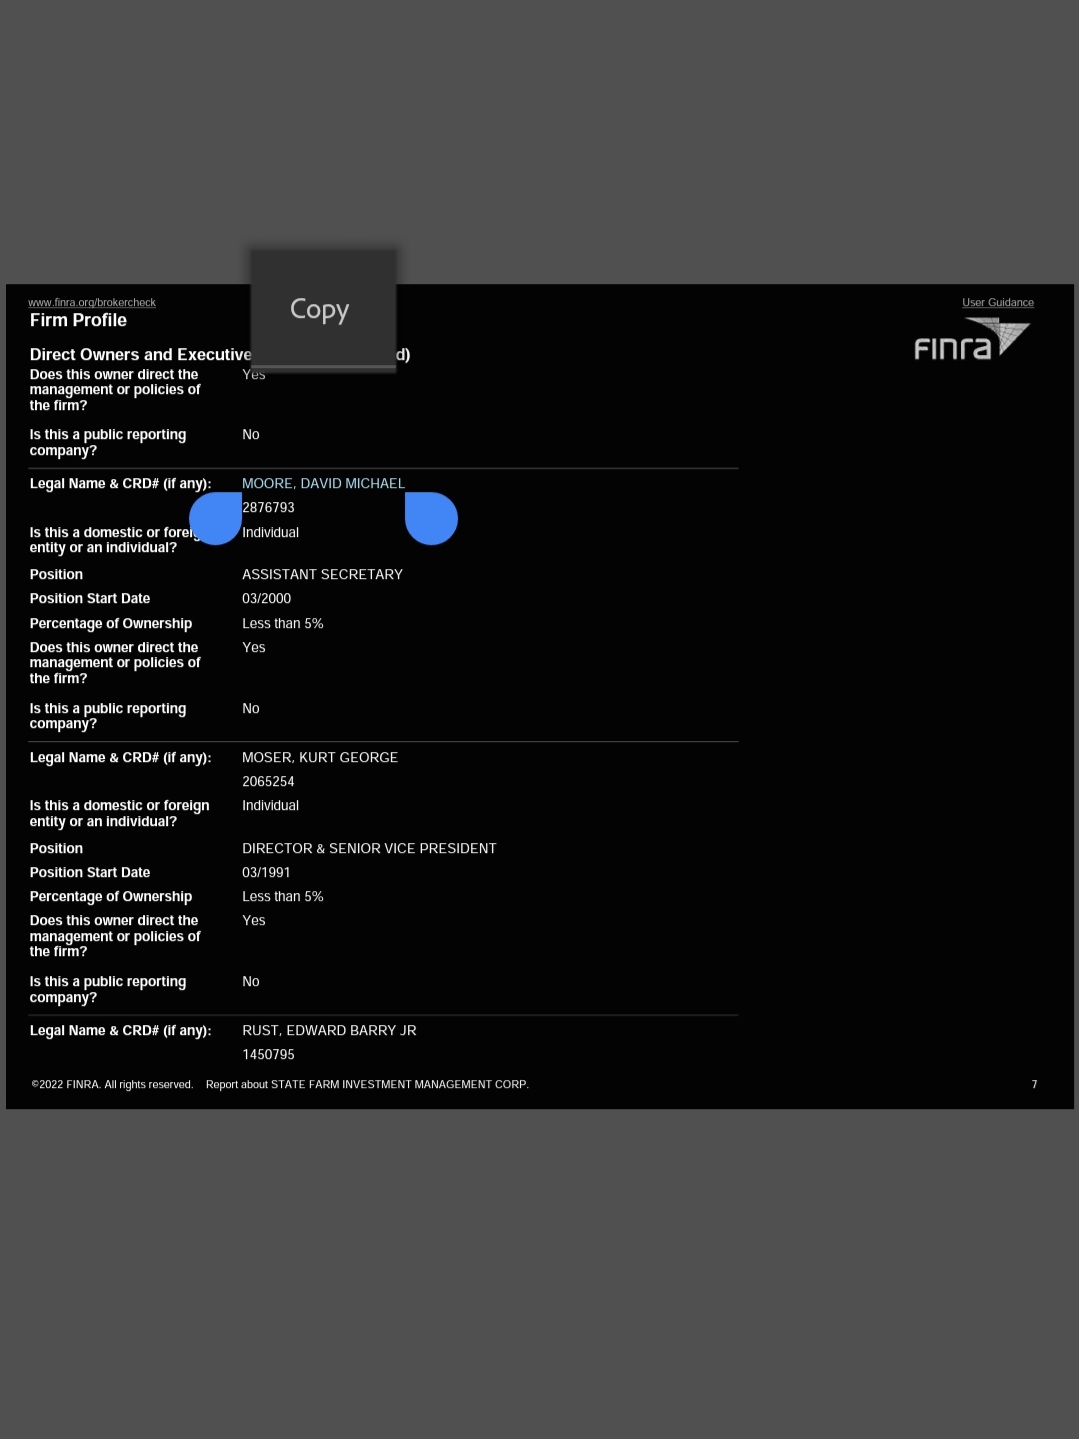 Copy
www.finra.org/brokercheck
User Guidance
Firm Profile
finra
Direct Owners and Executive d)
Does this owner direct the
management or policies of
the firm?
Yes
Is this a public reporting
company?
No
Legal Name & CRD# (if any):
MOORE, DAVID MICHAEL
2876793
Is this a domestic or
entity or an individual?
Individual
Position
ASSISTANT SECRETARY
Position Start Date
03/2000
Percentage of Ownership
Less than 5%
Does this owner direct the
management or policies of
the firm?
Yes
Is this a public reporting
company?
No
Legal Name & CRD# (if any):
MOSER, KURT GEORGE
2065254
Is this a domestic or foreign
entity or an individual?
Individual
Position
DIRECTOR & SENIOR VICE PRESIDENT
Position Start Date
03/1991
Percentage of Ownership
Less than 5%
Does this owner direct the
management or policies of
the firm?
Yes
Is this a public reporting
company?
No
Legal Name & CRD# (if any):
RUST, EDWARD BARRY JR
1450795
©2022 FINRA. All rights reserved. Report about STATE FARM INVESTMENT MANAGEMENT CORP.
7